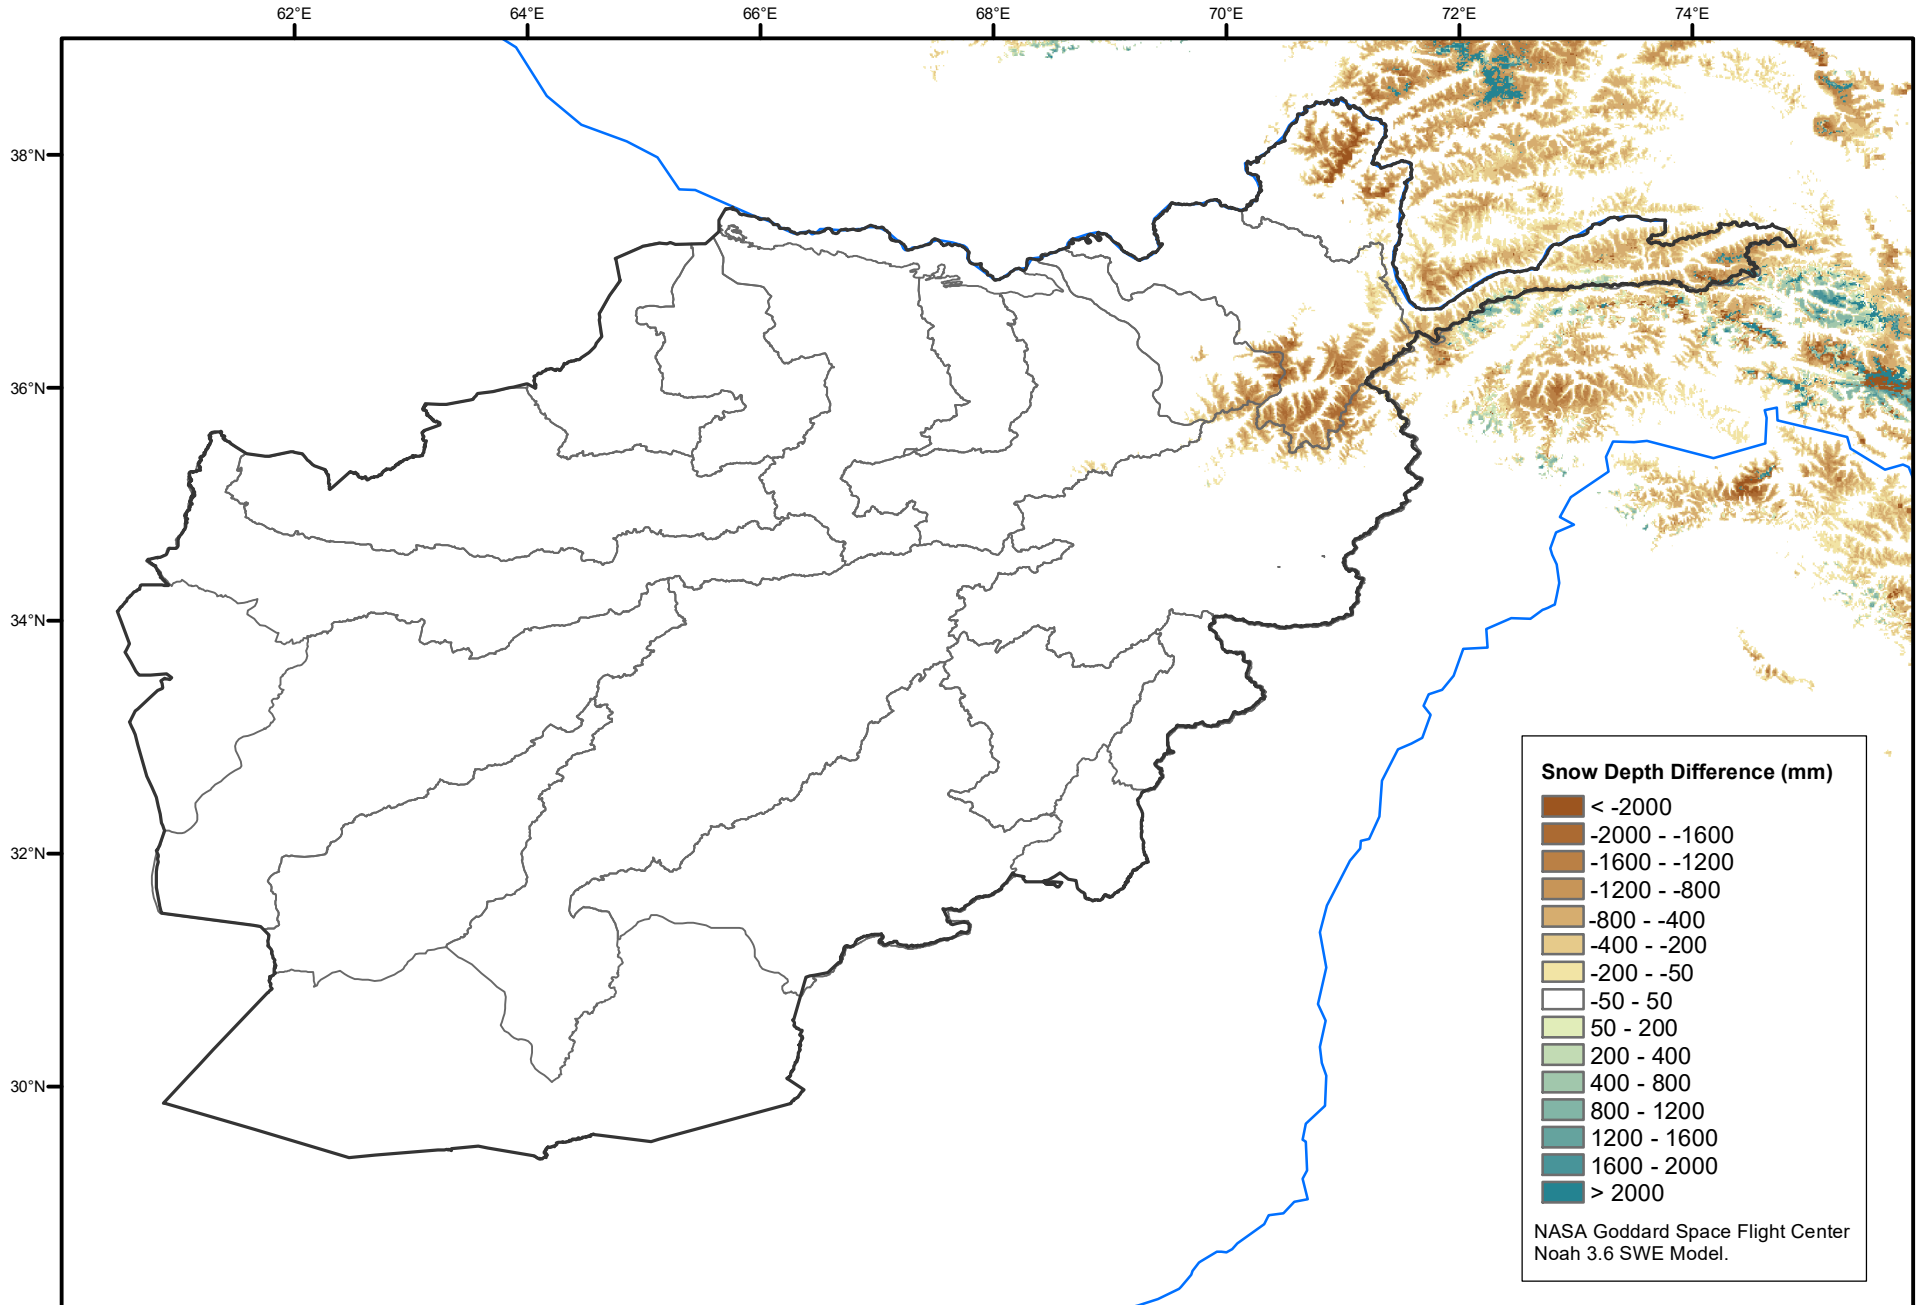 62°E 64°E 66°E 68°E 70°E 72°E 74°E
38°N
36°N
34°N
32°N
30°N
Snow Depth Difference (mm)
< -2000
-2000 - -1600
-1600 - -1200
-1200 - -800
-800 - -400
-400 - -200
-200 - -50
-50 - 50
50 - 200
200 - 400
400 - 800
800 - 1200
1200 - 1600
1600 - 2000
> 2000
NASA Goddard Space Flight Center
Noah 3.6 SWE Model.